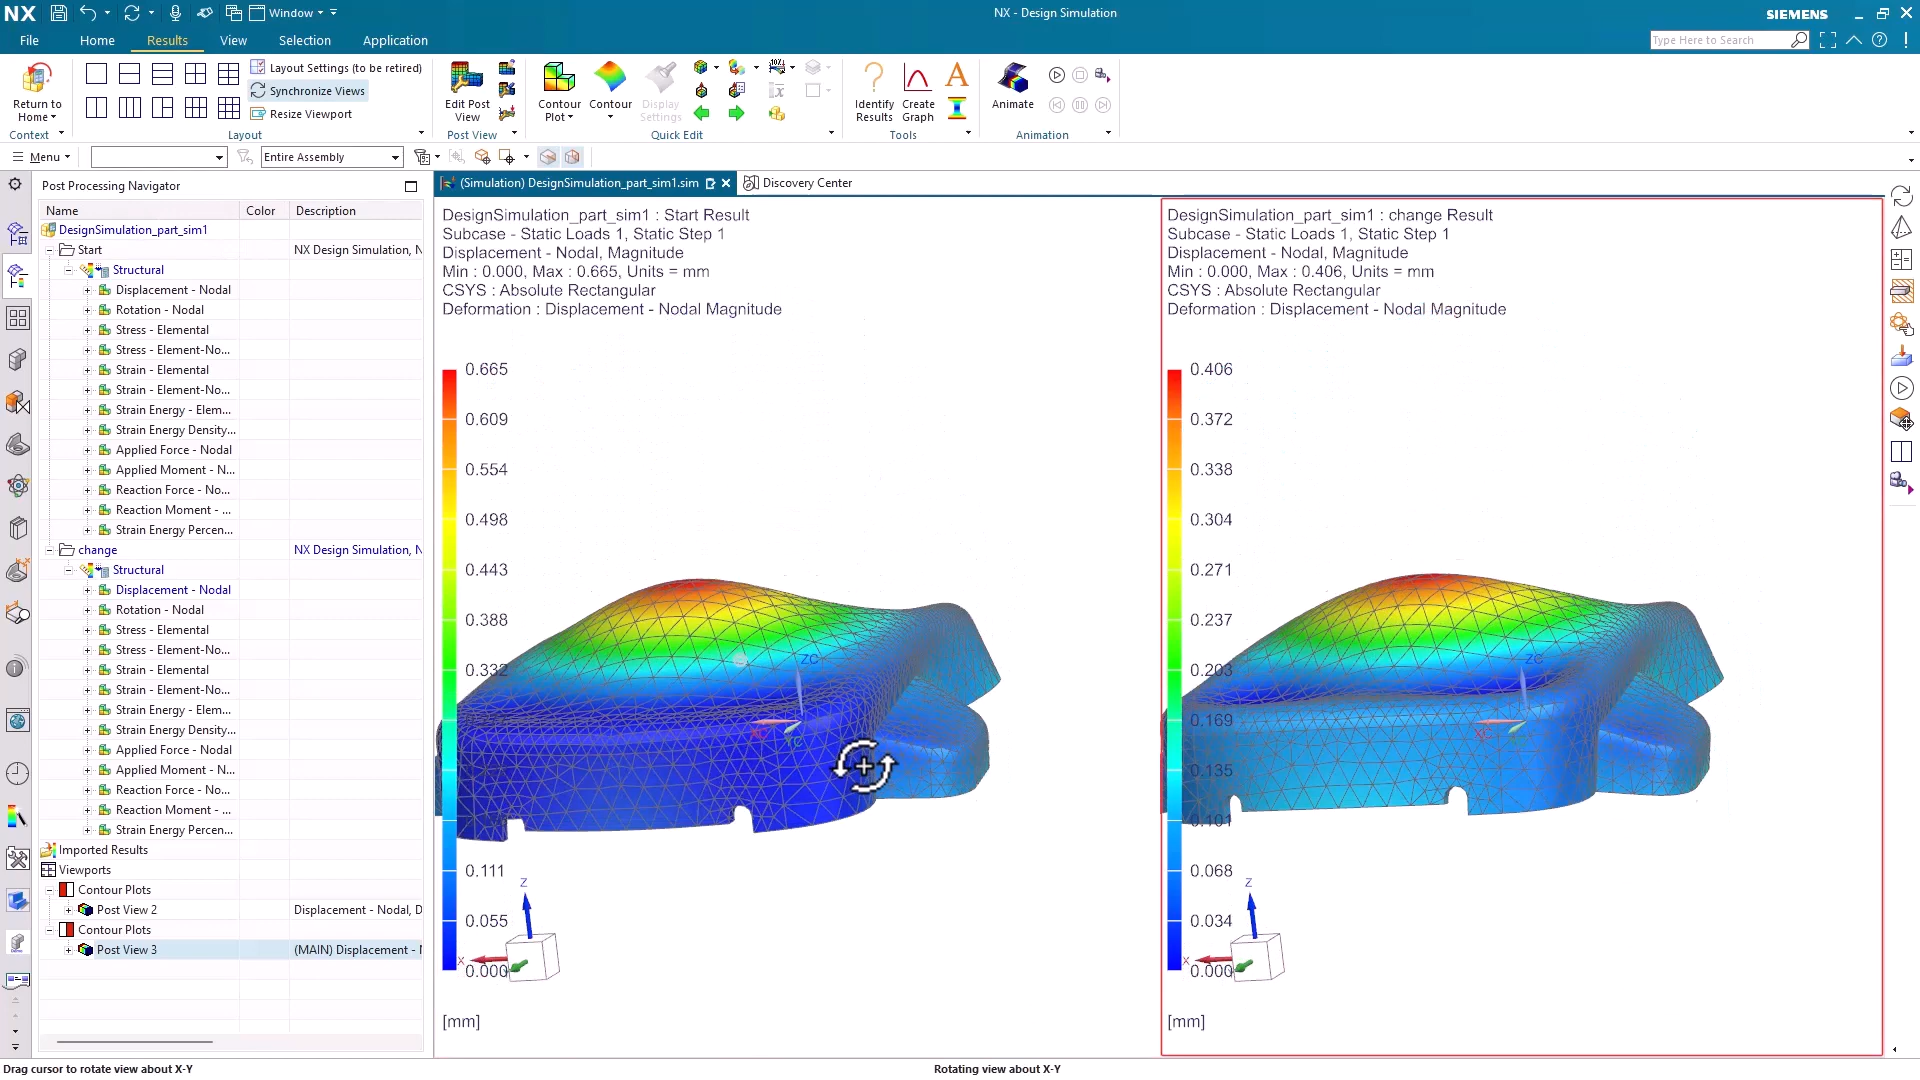 NX
Window
NX - Design Simulation
SIEMENS
File
Home
Results
View
Selection
Application
Type Here to Search
Return to
Home
Context
Layout Settings (to be retired)
Synchronize Views
Resize Viewport
Layout
Edit Post
View
Post View
Contour
Plot
Contour
Display
Settings
Quick Edit
Identify
Results
Create
Graph
Tools
Animate
Animation
Menu
Entire Assembly
Post Processing Navigator
(Simulation) DesignSimulation_part_sim1.sim
Discovery Center
Name
Color
Description
DesignSimulation_part_sim1
Start
NX Design Simulation, N
Structural
Displacement - Nodal
Rotation - Nodal
Stress - Elemental
Stress - Element-No...
Strain - Elemental
Strain - Element-No...
Strain Energy - Elem...
Strain Energy Density...
Applied Force - Nodal
Applied Moment - N...
Reaction Force - No...
Reaction Moment - ...
Strain Energy Percen...
change
NX Design Simulation, N
Structural
Displacement - Nodal
Rotation - Nodal
Stress - Elemental
Stress - Element-No...
Strain - Elemental
Strain - Element-No...
Strain Energy - Elem...
Strain Energy Density...
Applied Force - Nodal
Applied Moment - N...
Reaction Force - No...
Reaction Moment - ...
Strain Energy Percen...
Imported Results
Viewports
Contour Plots
Post View 2
Displacement - Nodal, D
Contour Plots
Post View 3
(MAIN) Displacement - N
DesignSimulation_part_sim1 : Start Result
Subcase - Static Loads 1, Static Step 1
Displacement - Nodal, Magnitude
Min : 0.000, Max : 0.665, Units = mm
CSYS : Absolute Rectangular
Deformation : Displacement - Nodal Magnitude
0.665
0.609
0.554
0.498
0.443
0.388
0.332
0.111
0.055
0.000
ZC
XC
YC
Z
X
[mm]
DesignSimulation_part_sim1 : change Result
Subcase - Static Loads 1, Static Step 1
Displacement - Nodal, Magnitude
Min : 0.000, Max : 0.406, Units = mm
CSYS : Absolute Rectangular
Deformation : Displacement - Nodal Magnitude
0.406
0.372
0.338
0.304
0.271
0.237
0.203
0.169
0.135
0.101
0.068
0.034
0.000
ZC
XC
Z
X
[mm]
Drag cursor to rotate view about X-Y
Rotating view about X-Y